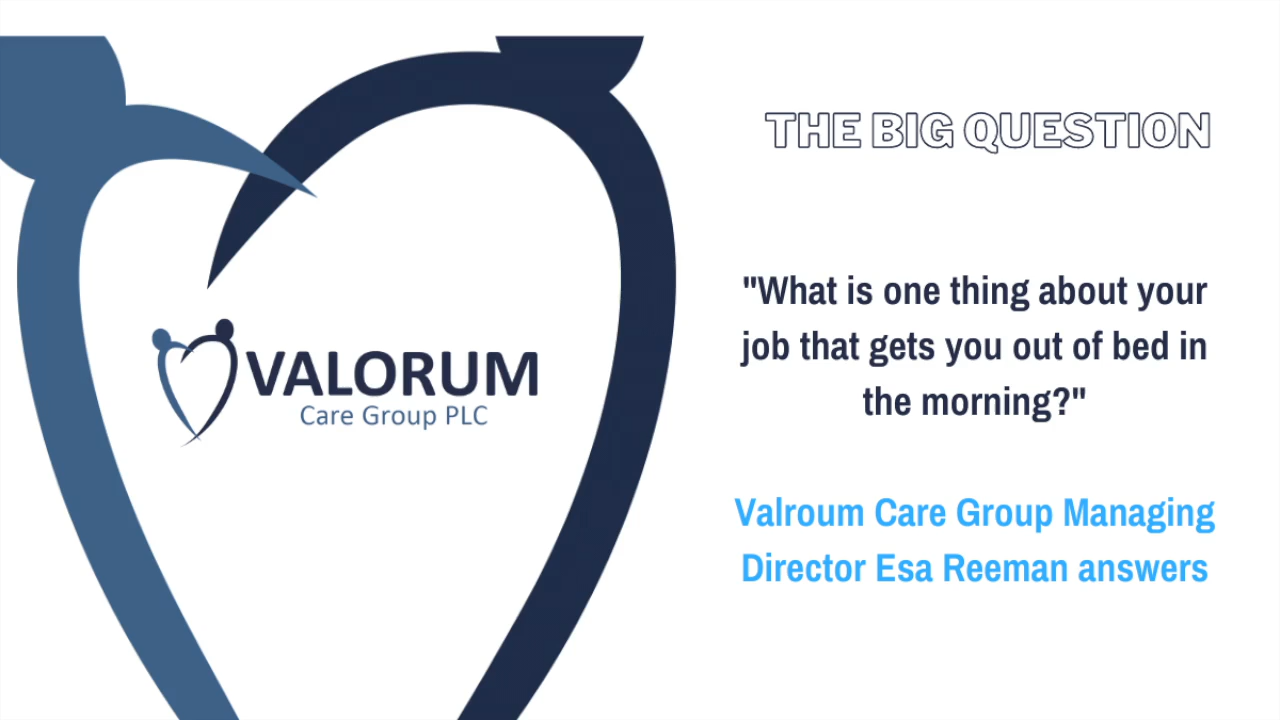 VALORUM
Care Group PLC
THE BIG QUESTION
"What is one thing about your
job that gets you out of bed in
the morning?"
Valroum Care Group Managing
Director Esa Reeman answers